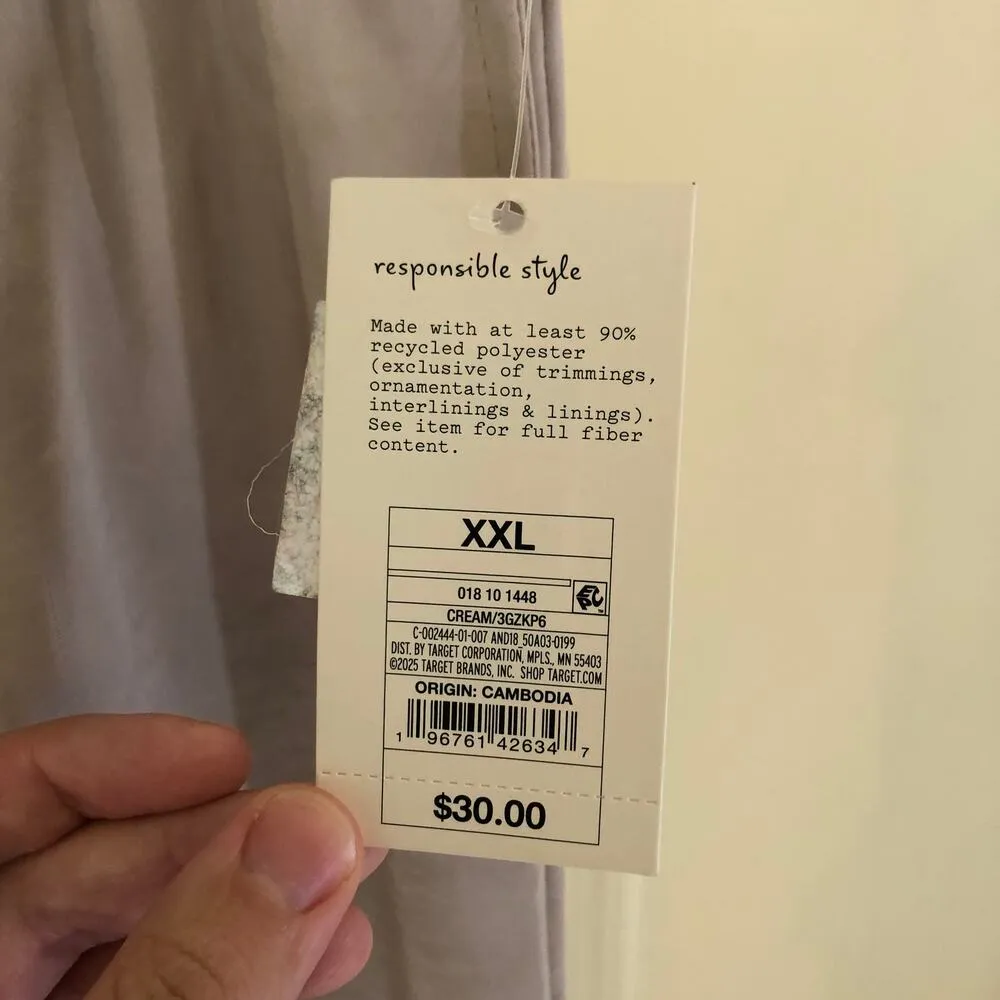 responsible style
Made with at least 90%
recycled polyester
(exclusive of trimmings,
ornamentation,
interlinings & linings).
See item for full fiber
content.
XXL
018 10 1448
CREAM/3GZKP6
C-002444-01-007 AND18_50A03-0199
DIST. BY TARGET CORPORATION, MPLS., MN 55403
©2025 TARGET BRANDS, INC. SHOP TARGET.COM
ORIGIN: CAMBODIA
1 96761 42634 7
$30.00